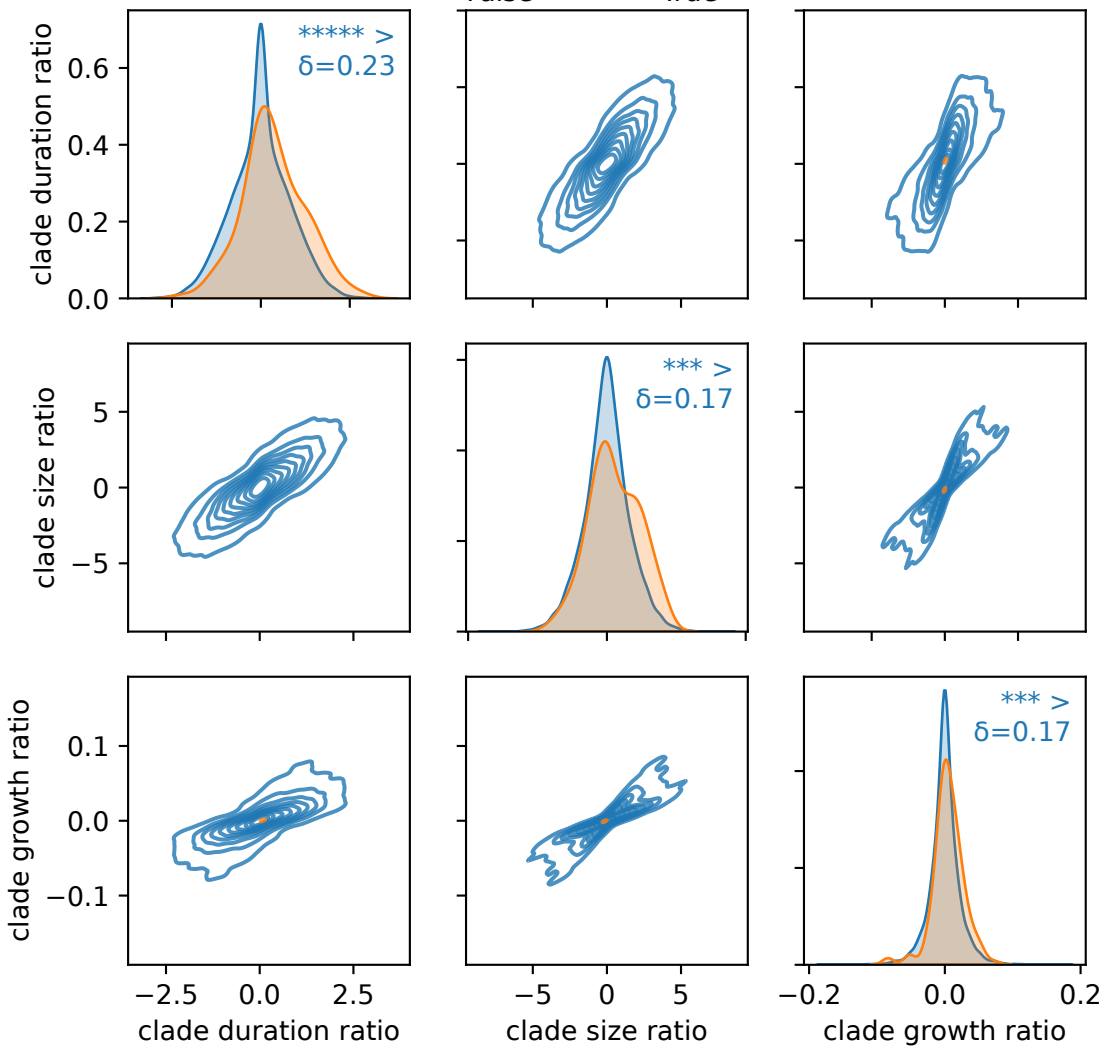 ***** >
δ=0.23
clade duration ratio
0.6
0.4
0.2
0.0
*** >
δ=0.17
clade size ratio
5
0
−5
*** >
δ=0.17
clade growth ratio
0.1
0.0
−0.1
−2.5 0.0 2.5
−5 0 5
−0.2 0.0 0.2
clade duration ratio
clade size ratio
clade growth ratio